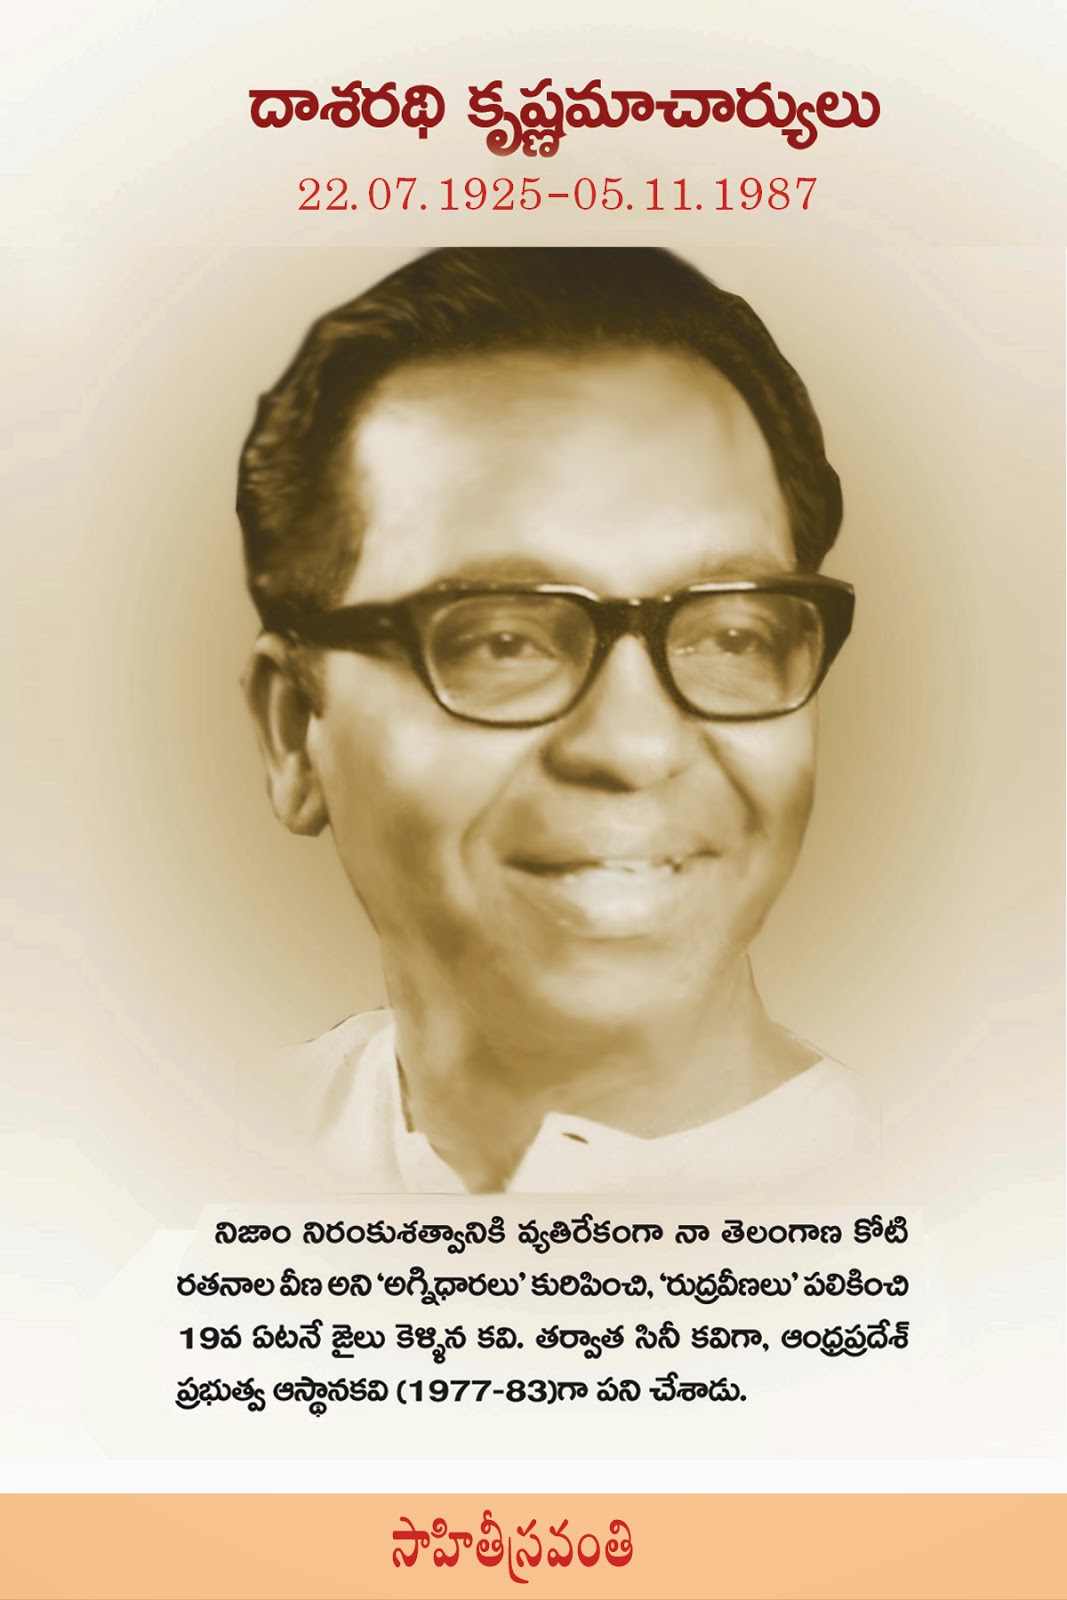 దాశరథి కృష్ణమాచార్యులు
22.07.1925-05.11.1987
నిజాం నిరంకుశత్వానికి వ్యతిరేకంగా నా తెలంగాణ కోటి
రతనాల వీణ అని ‘అగ్నిధారలు’ కురిపించి, ‘రుద్రవీణలు’ పలికించి
19వ ఏటనే జైలు కెళ్ళిన కవి. తర్వాత సినీ కవిగా, ఆంధ్రప్రదేశ్
ప్రభుత్వ ఆస్థానకవి (1977-83)గా పని చేశాడు.
సాహితీస్రవంతి